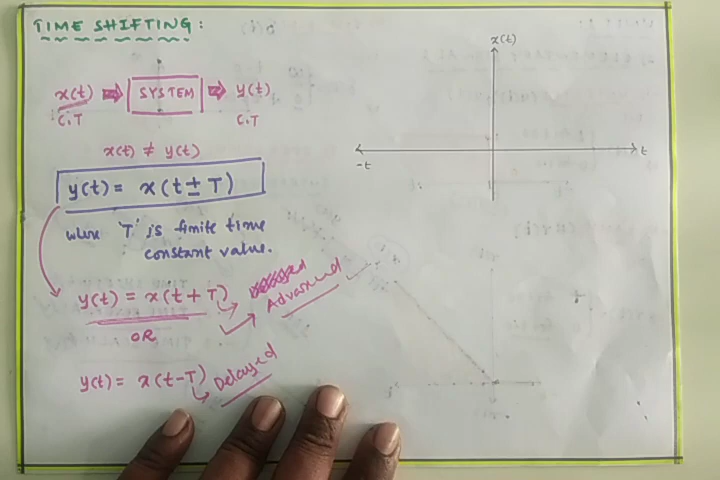 TIME SHIFTING:
x(t) ⇒ SYSTEM ⇒ y(t)
C.T C.T
x(t) ≠ y(t)
y(t) = x(t ± T)
where 'T' is finite time
constant value.
y(t) = x(t + T) Advanced
OR
y(t) = x(t-T) Delayed
x(t)
-t t